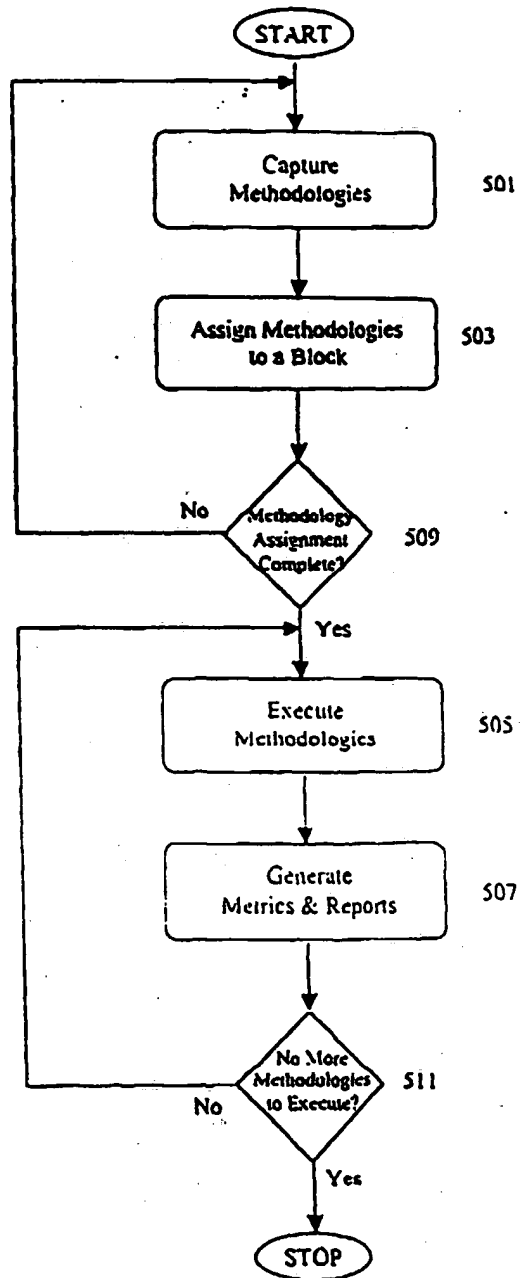 START
Capture
Methodologies
501
Assign Methodologies
to a Block
503
Methodology
Assignment
Complete?
509
No
Yes
Execute
Methodologies
505
Generate
Metrics & Reports
507
No More
Methodologies
to Execute?
511
No
Yes
STOP